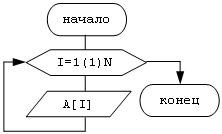 начало
I=1(1)N
A[I]
конец